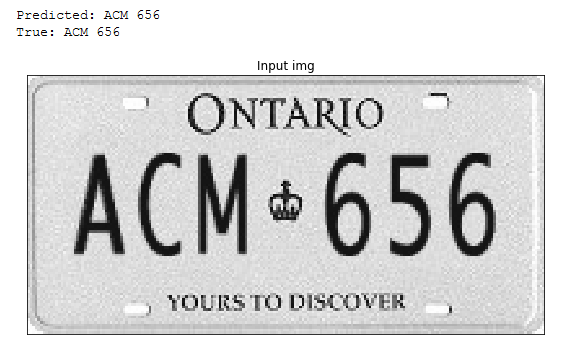 Predicted: ACM 656
True: ACM 656
Input img
ONTARIO
ACM 656
YOURS TO DISCOVER